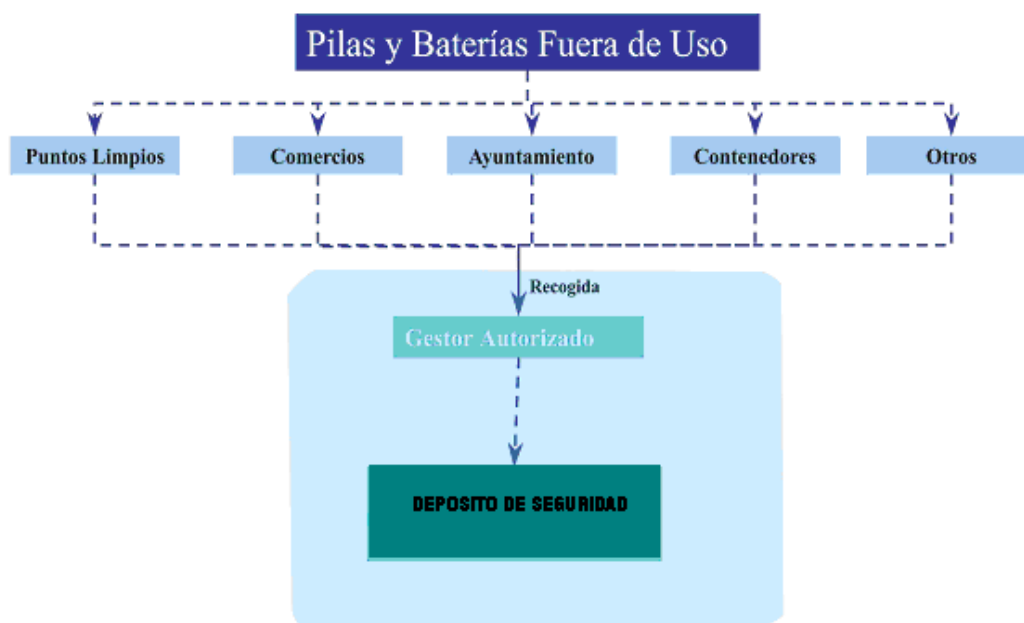 Pilas y Baterías Fuera de Uso
Puntos Limpios
Comercios
Ayuntamiento
Contenedores
Otros
Recogida
Gestor Autorizado
DEPOSITO DE SEGURIDAD